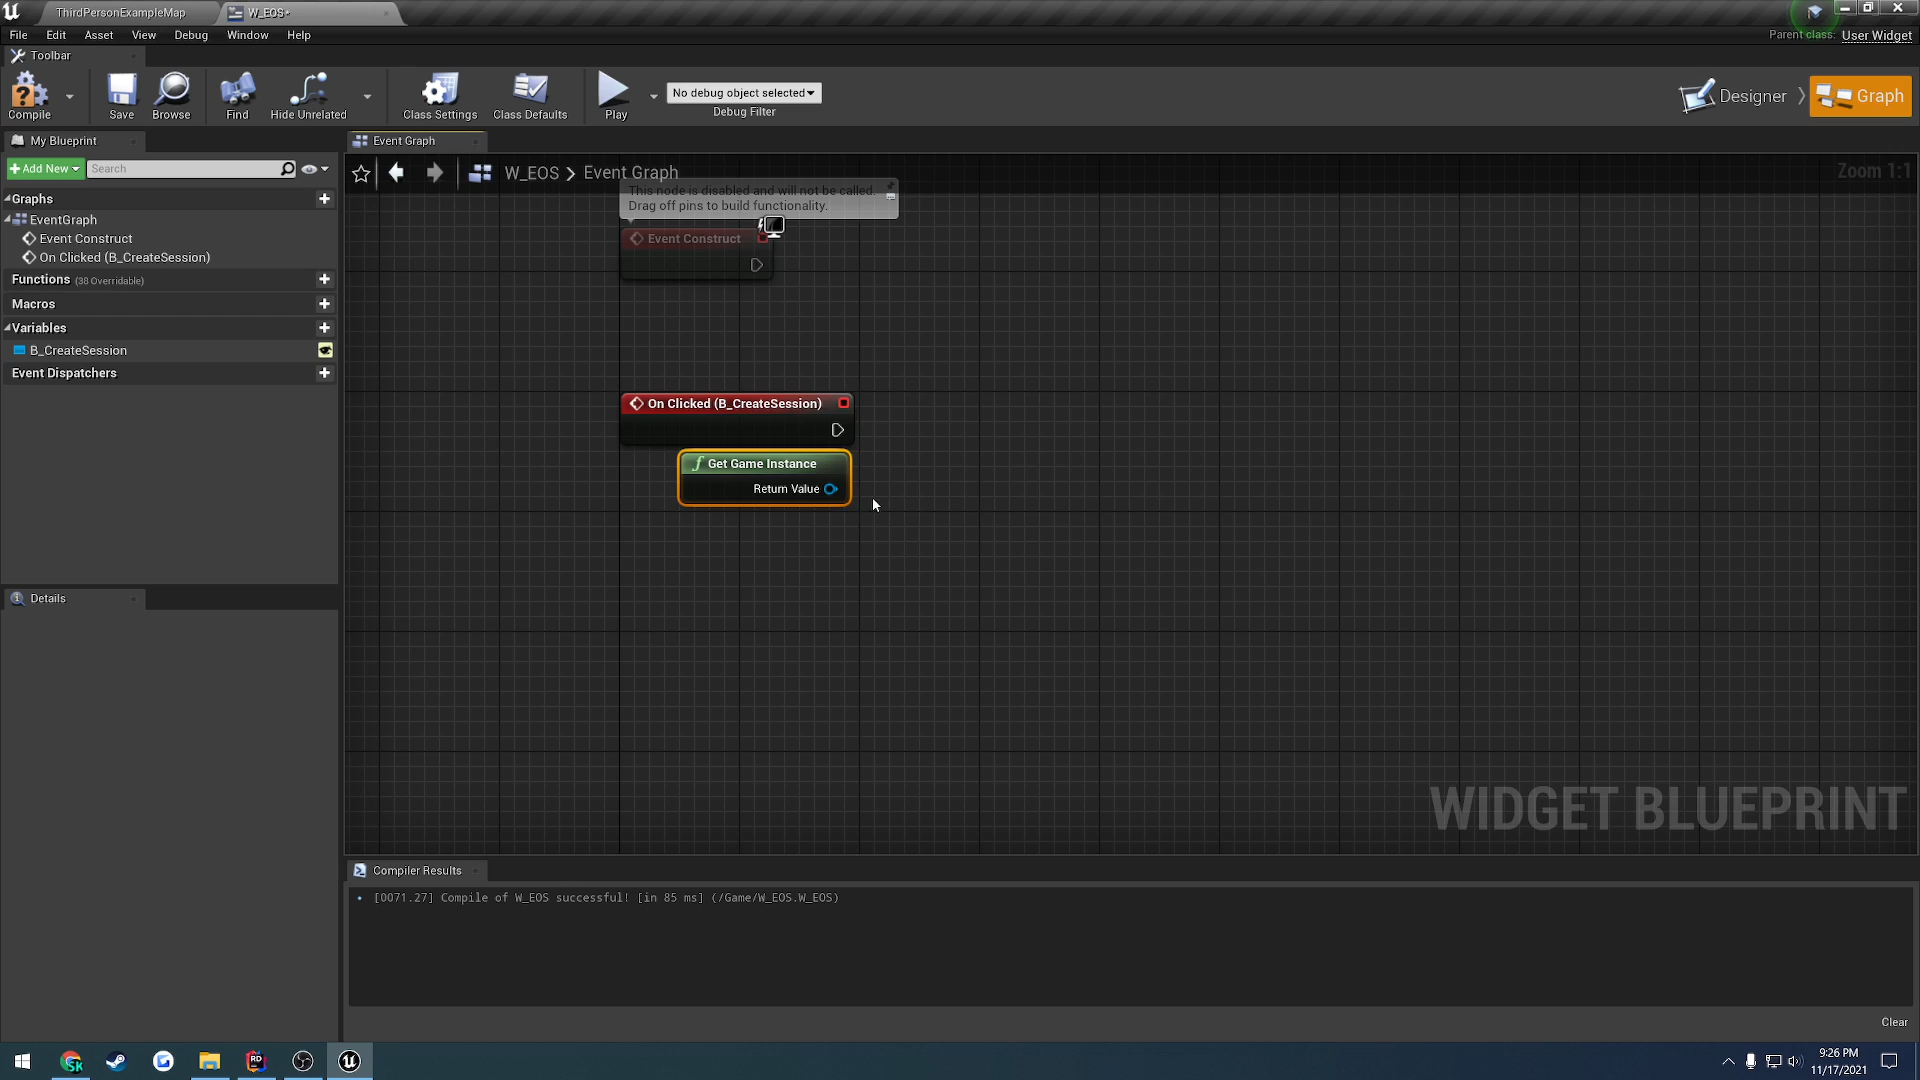 ThirdPersonExampleMap
W_EOS*
File Edit Asset View Debug Window Help
Parent class: User Widget
Toolbar
Compile
Save
Browse
Find
Hide Unrelated
Class Settings
Class Defaults
Play
No debug object selected
Debug Filter
Designer
Graph
My Blueprint
Event Graph
Add New
Search
W_EOS > Event Graph
Zoom 1:1
This node is disabled and will not be called.
Drag off pins to build functionality.
Graphs
EventGraph
Event Construct
On Clicked (B_CreateSession)
Functions (38 Overridable)
Macros
Variables
B_CreateSession
Event Dispatchers
Event Construct
On Clicked (B_CreateSession)
f Get Game Instance
Return Value
Details
WIDGET BLUEPRINT
Compiler Results
[0071.27] Compile of W_EOS successful! [in 85 ms] (/Game/W_EOS.W_EOS)
Clear
Sk
RD
9:26 PM
11/17/2021